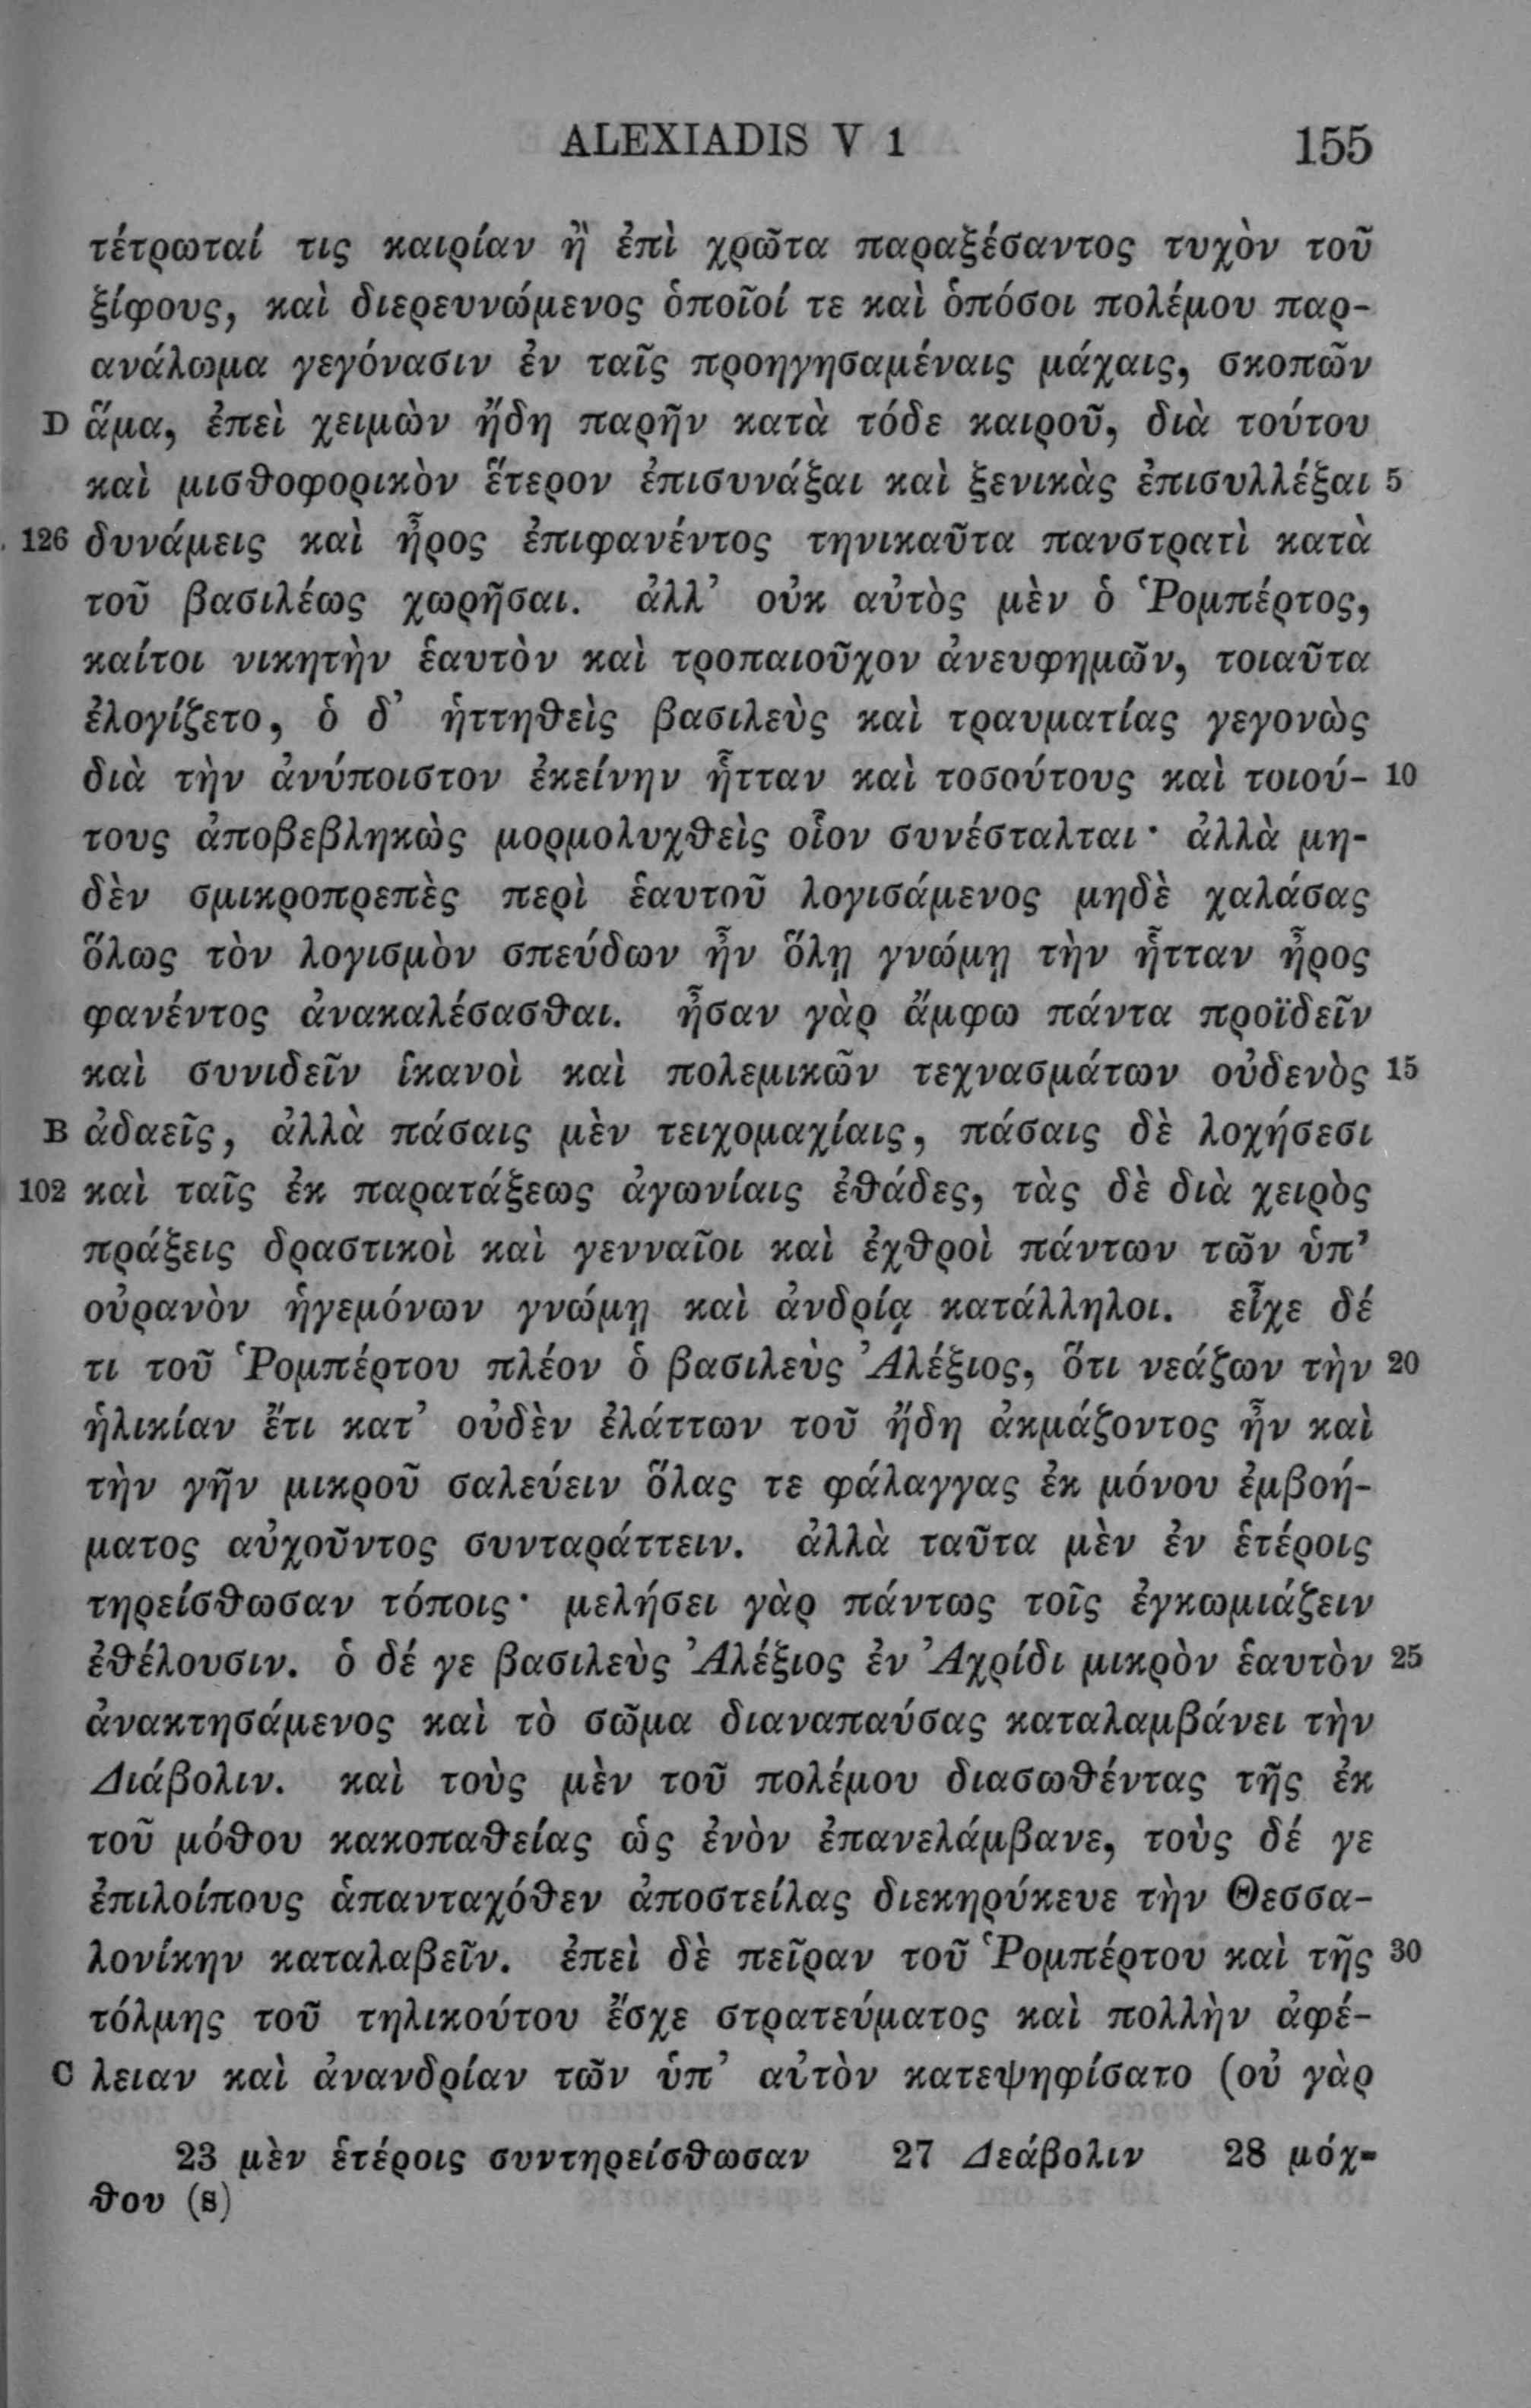 ALEXIADIS V 1 155
τέτρωταί τις καιρίαν ἢ ἐπὶ χρῶτα παραξέσαντος τυχὸν τοῦ
ξίφους, καὶ διερευνώμενος ὁποῖοί τε καὶ ὁπόσοι πολέμου παρ-
ανάλωμα γεγόνασιν ἐν ταῖς προηγησαμέναις μάχαις, σκοπῶν
D ἅμα, ἐπεὶ χειμὼν ἤδη παρῆν κατὰ τόδε καιροῦ, διὰ τούτου
καὶ μισθοφορικὸν ἕτερον ἐπισυνάξαι καὶ ξενικὰς ἐπισυλλέξαι 5
126 δυνάμεις καὶ ἦρος ἐπιφανέντος τηνικαῦτα πανστρατὶ κατὰ
τοῦ βασιλέως χωρῆσαι. ἀλλ’ οὐκ αὐτὸς μὲν ὁ Ῥομπέρτος,
καίτοι νικητὴν ἑαυτὸν καὶ τροπαιοῦχον ἀνευφημῶν, τοιαῦτα
ἐλογίζετο, ὁ δ’ ἡττηθεὶς βασιλεὺς καὶ τραυματίας γεγονὼς
διὰ τὴν ἀνύποιστον ἐκείνην ἧτταν καὶ τοσούτους καὶ τοιού- 10
τους ἀποβεβληκὼς μορμολυχθεὶς οἷον συνέσταλται· ἀλλὰ μη-
δὲν σμικροπρεπὲς περὶ ἑαυτοῦ λογισάμενος μηδὲ χαλάσας
ὅλως τὸν λογισμὸν σπεύδων ἦν ὅλῃ γνώμῃ τὴν ἧτταν ἦρος
φανέντος ἀνακαλέσασθαι. ἦσαν γὰρ ἄμφω πάντα προϊδεῖν
καὶ συνιδεῖν ἱκανοὶ καὶ πολεμικῶν τεχνασμάτων οὐδενὸς 15
B ἀδαεῖς, ἀλλὰ πάσαις μὲν τειχομαχίαις, πάσαις δὲ λοχήσεσι
102 καὶ ταῖς ἐκ παρατάξεως ἀγωνίαις ἐθάδες, τὰς δὲ διὰ χειρὸς
πράξεις δραστικοὶ καὶ γενναῖοι καὶ ἐχθροὶ πάντων τῶν ὑπ’
οὐρανὸν ἡγεμόνων γνώμῃ καὶ ἀνδρίᾳ κατάλληλοι. εἶχε δέ
τι τοῦ Ῥομπέρτου πλέον ὁ βασιλεὺς Ἀλέξιος, ὅτι νεάζων τὴν 20
ἡλικίαν ἔτι κατ’ οὐδὲν ἐλάττων τοῦ ἤδη ἀκμάζοντος ἦν καὶ
τὴν γῆν μικροῦ σαλεύειν ὅλας τε φάλαγγας ἐκ μόνου ἐμβοή-
ματος αὐχοῦντος συνταράττειν. ἀλλὰ ταῦτα μὲν ἐν ἑτέροις
τηρείσθωσαν τόποις· μελήσει γὰρ πάντως τοῖς ἐγκωμιάζειν
ἐθέλουσιν. ὁ δέ γε βασιλεὺς Ἀλέξιος ἐν Ἀχρίδι μικρὸν ἑαυτὸν 25
ἀνακτησάμενος καὶ τὸ σῶμα διαναπαύσας καταλαμβάνει τὴν
Διάβολιν. καὶ τοὺς μὲν τοῦ πολέμου διασωθέντας τῆς ἐκ
τοῦ μόθου κακοπαθείας ὡς ἐνὸν ἐπανελάμβανε, τοὺς δέ γε
ἐπιλοίπους ἁπανταχόθεν ἀποστείλας διεκηρύκευε τὴν Θεσσα-
λονίκην καταλαβεῖν. ἐπεὶ δὲ πεῖραν τοῦ Ῥομπέρτου καὶ τῆς 30
τόλμης τοῦ τηλικούτου ἔσχε στρατεύματος καὶ πολλὴν ἀφέ-
C λειαν καὶ ἀνανδρίαν τῶν ὑπ’ αὐτὸν κατεψηφίσατο (οὐ γὰρ
23 μὲν ἑτέροις συντηρείσθωσαν 27 Δεάβολιν 28 μόχ-
θου (s)